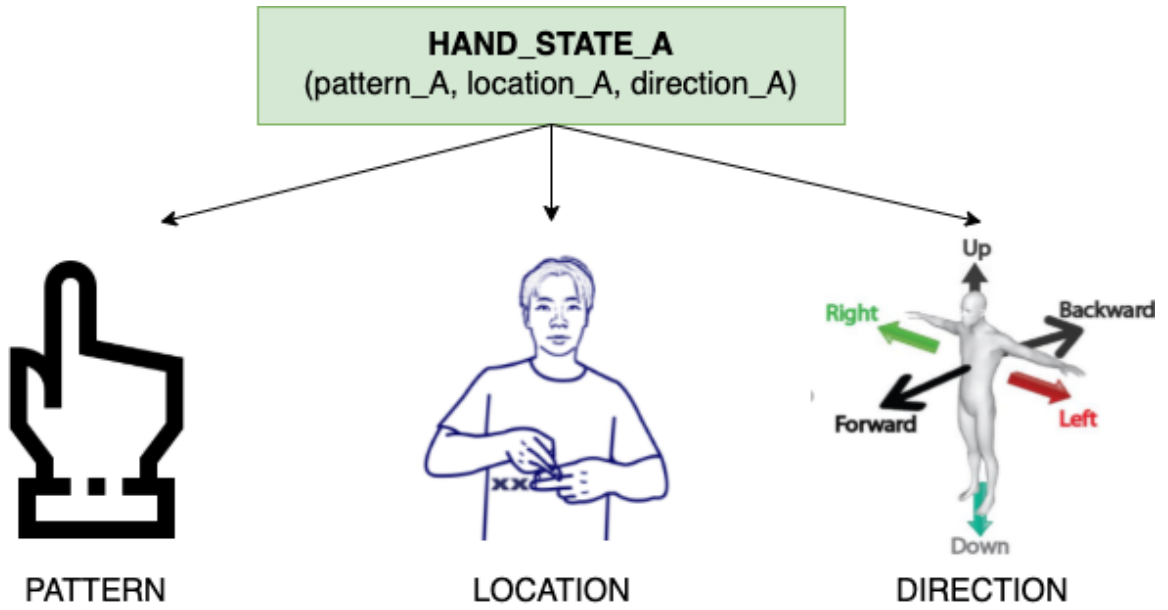 HAND_STATE_A
(pattern_A, location_A, direction_A)
Up
Right
Backward
Forward
Left
Down
PATTERN
LOCATION
DIRECTION